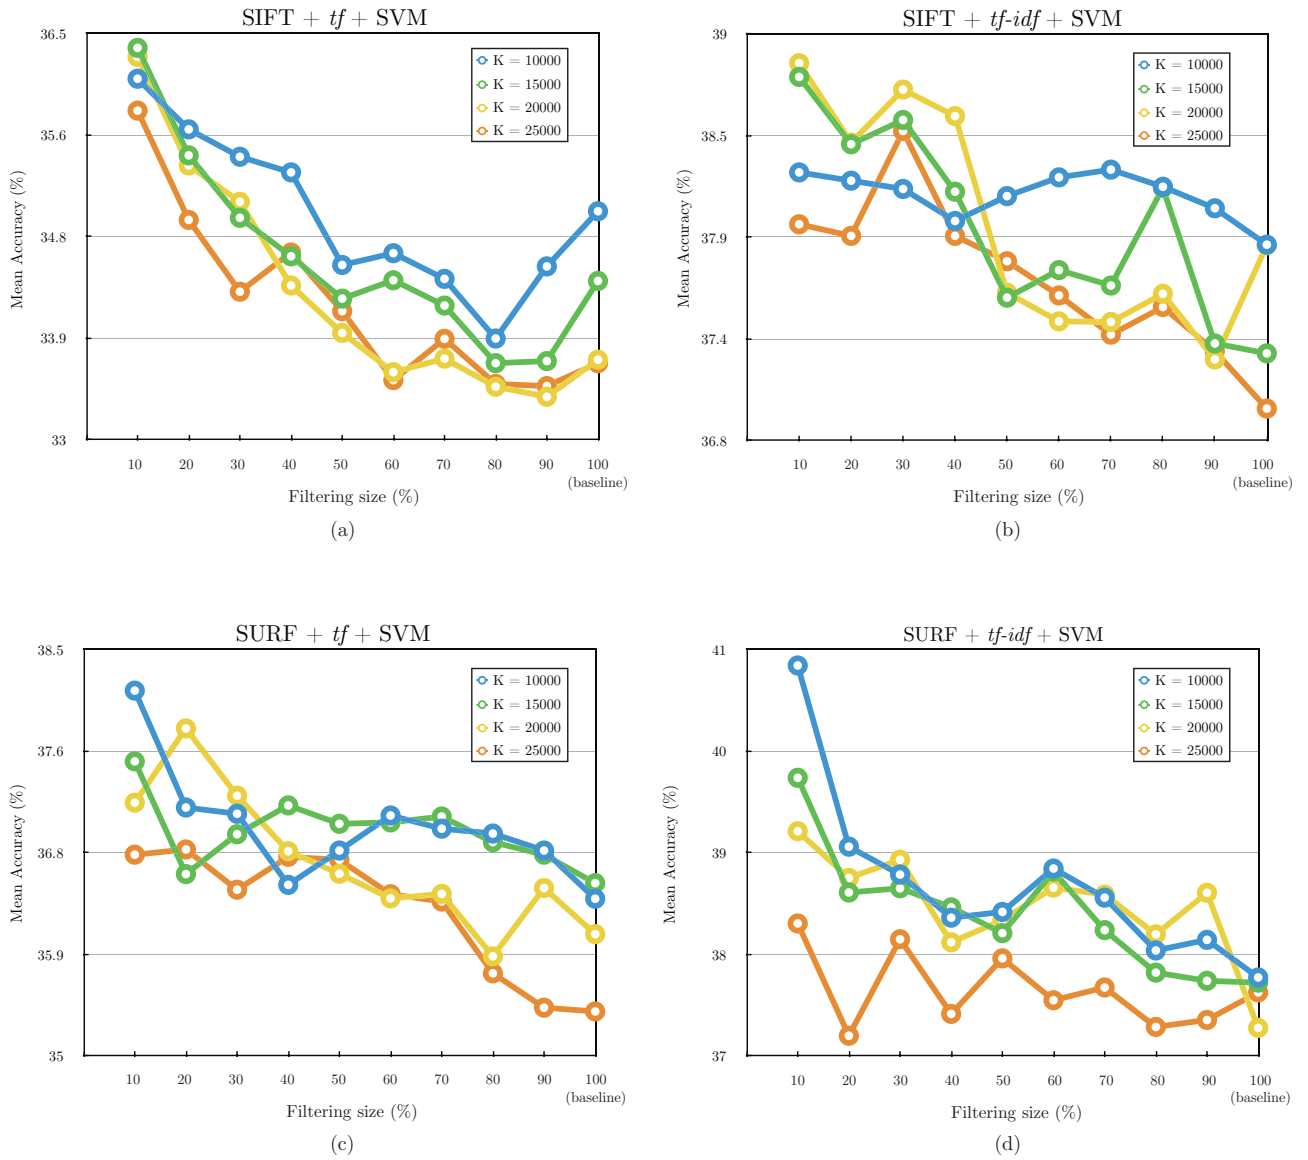 SIFT + tf + SVM
36.5
35.6
34.8
33.9
33
Mean Accuracy (%)
K = 10000
K = 15000
K = 20000
K = 25000
10 20 30 40 50 60 70 80 90 100
(baseline)
Filtering size (%)
(a)
SIFT + tf-idf + SVM
39
38.5
37.9
37.4
36.8
Mean Accuracy (%)
K = 10000
K = 15000
K = 20000
K = 25000
10 20 30 40 50 60 70 80 90 100
(baseline)
Filtering size (%)
(b)
SURF + tf + SVM
38.5
37.6
36.8
35.9
35
Mean Accuracy (%)
K = 10000
K = 15000
K = 20000
K = 25000
10 20 30 40 50 60 70 80 90 100
(baseline)
Filtering size (%)
(c)
SURF + tf-idf + SVM
41
40
39
38
37
Mean Accuracy (%)
K = 10000
K = 15000
K = 20000
K = 25000
10 20 30 40 50 60 70 80 90 100
(baseline)
Filtering size (%)
(d)